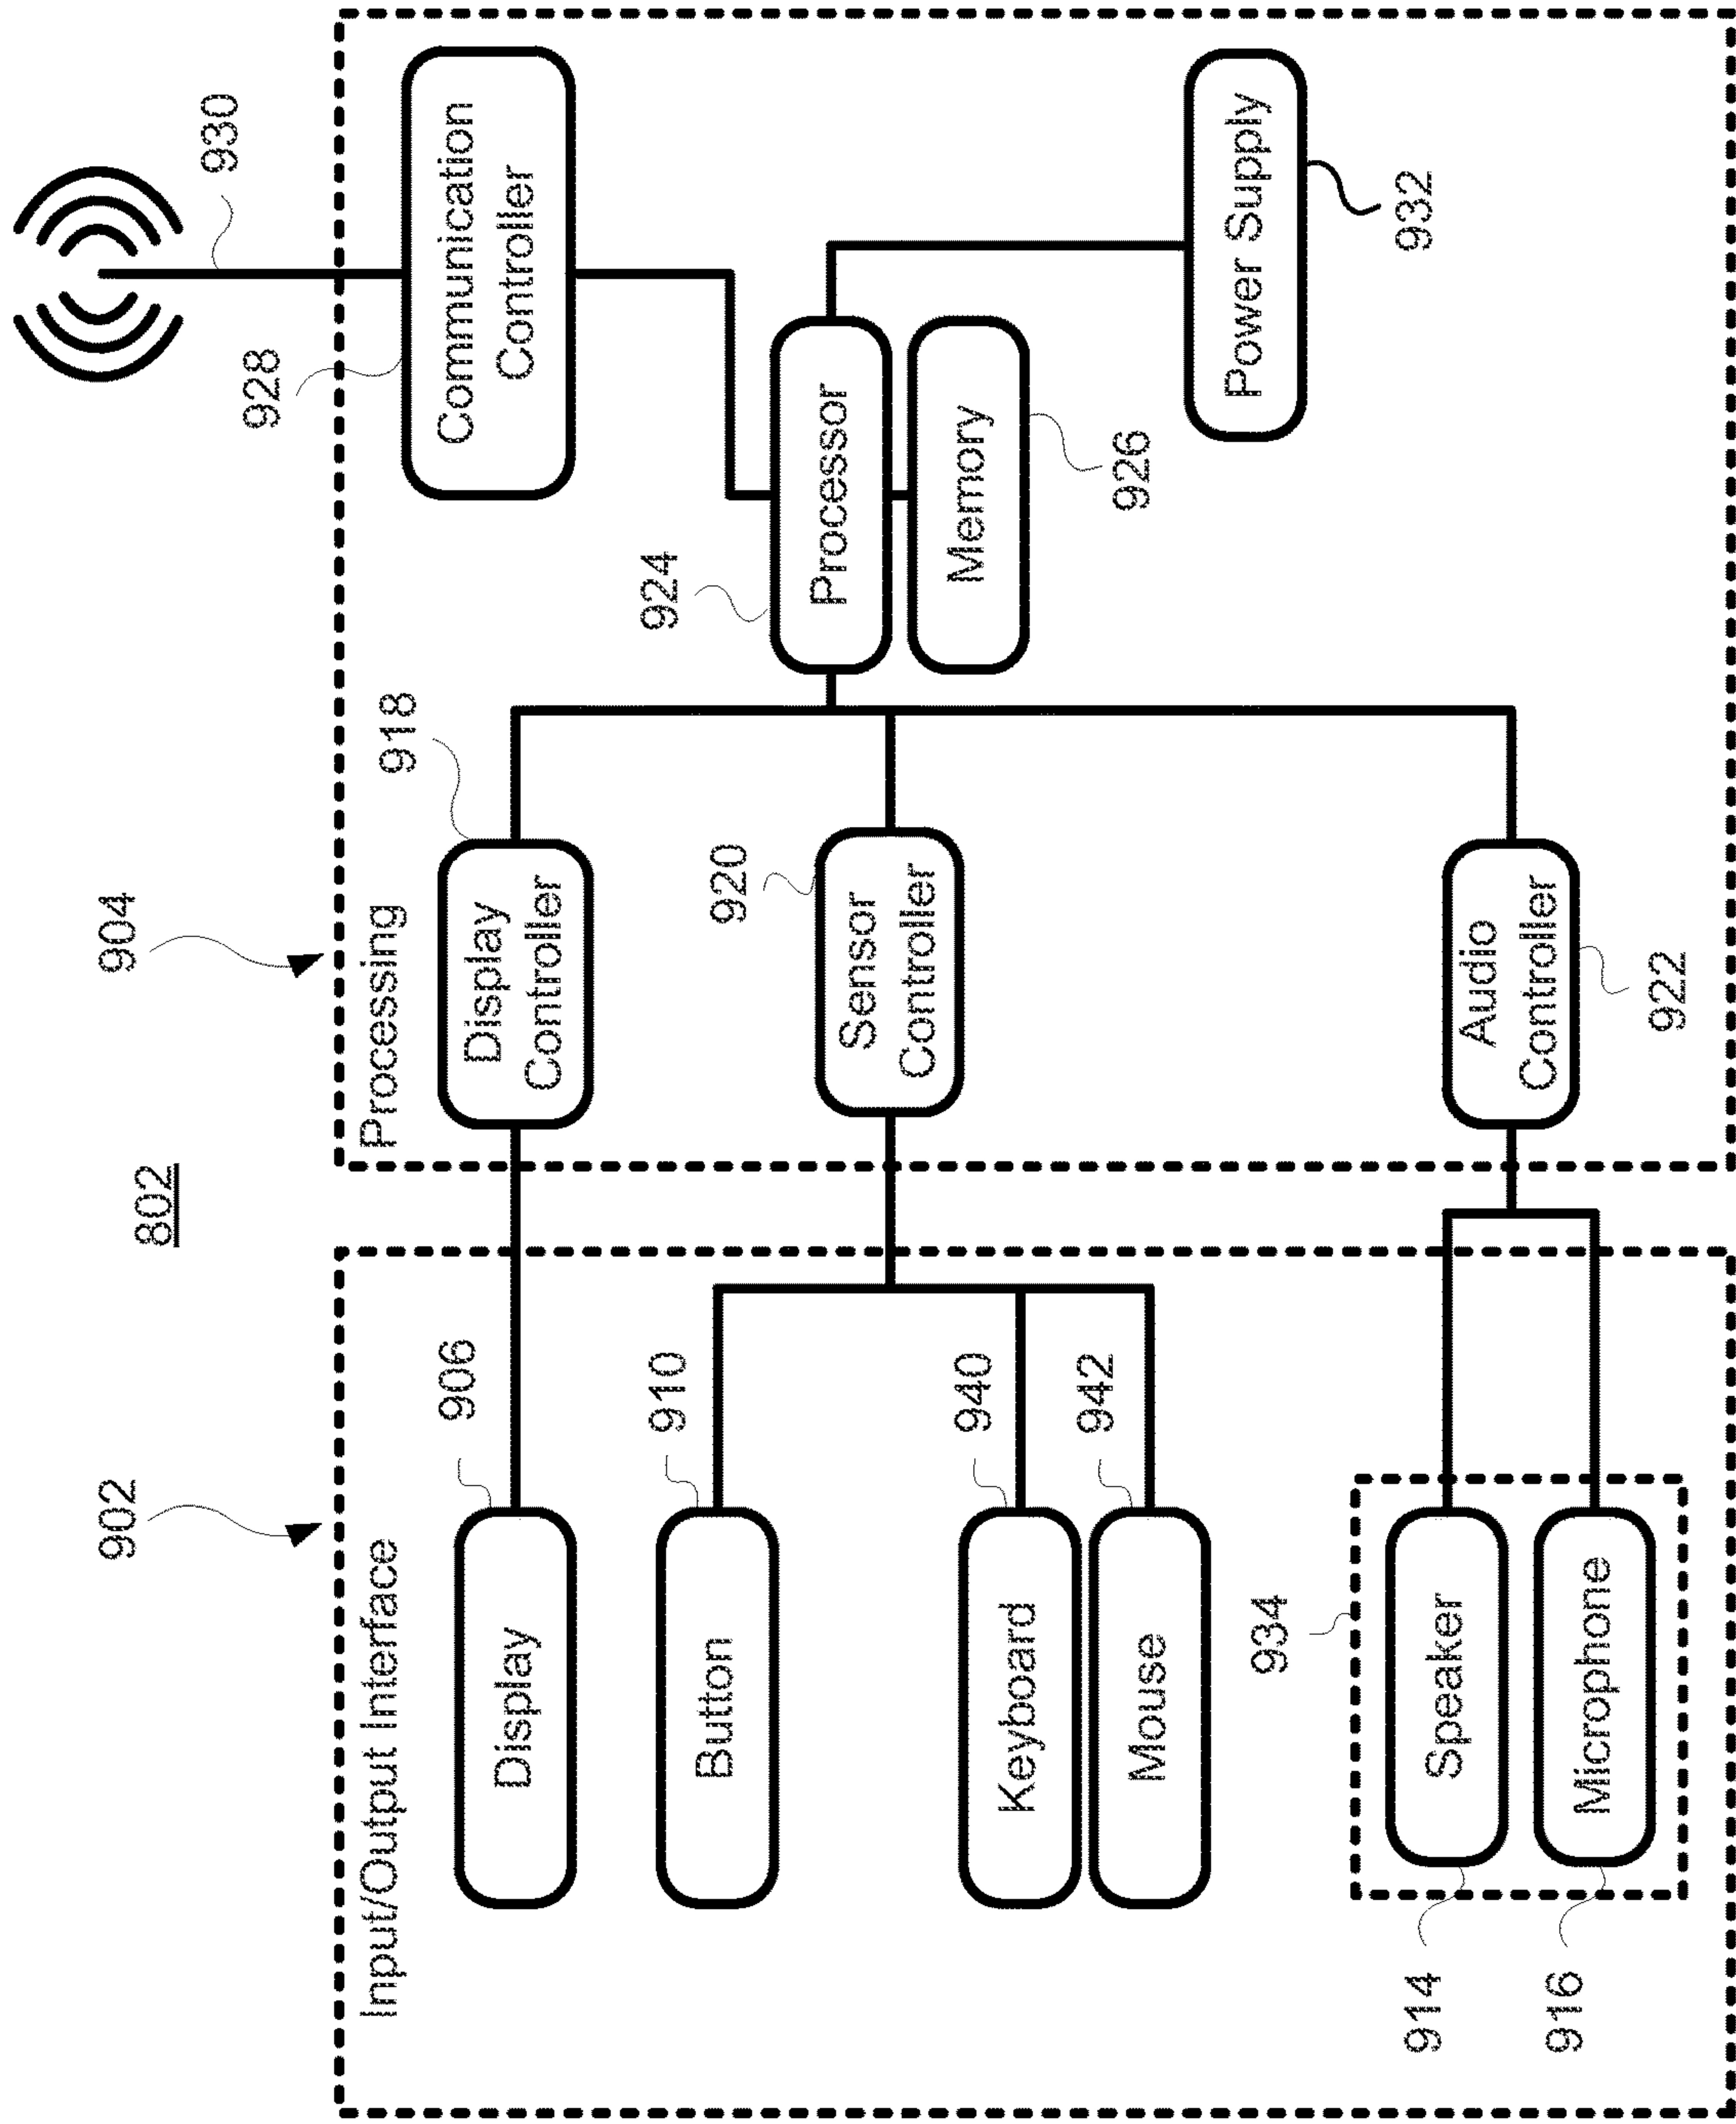 802
902
904
930
Input/Output Interface
Processing
928
Display
906
Display
Controller
918
Communication
Controller
Button
910
Sensor
Controller
920
924
Processor
Keyboard
940
Memory
926
Mouse
942
934
Power Supply
932
914
Speaker
Audio
Controller
922
916
Microphone